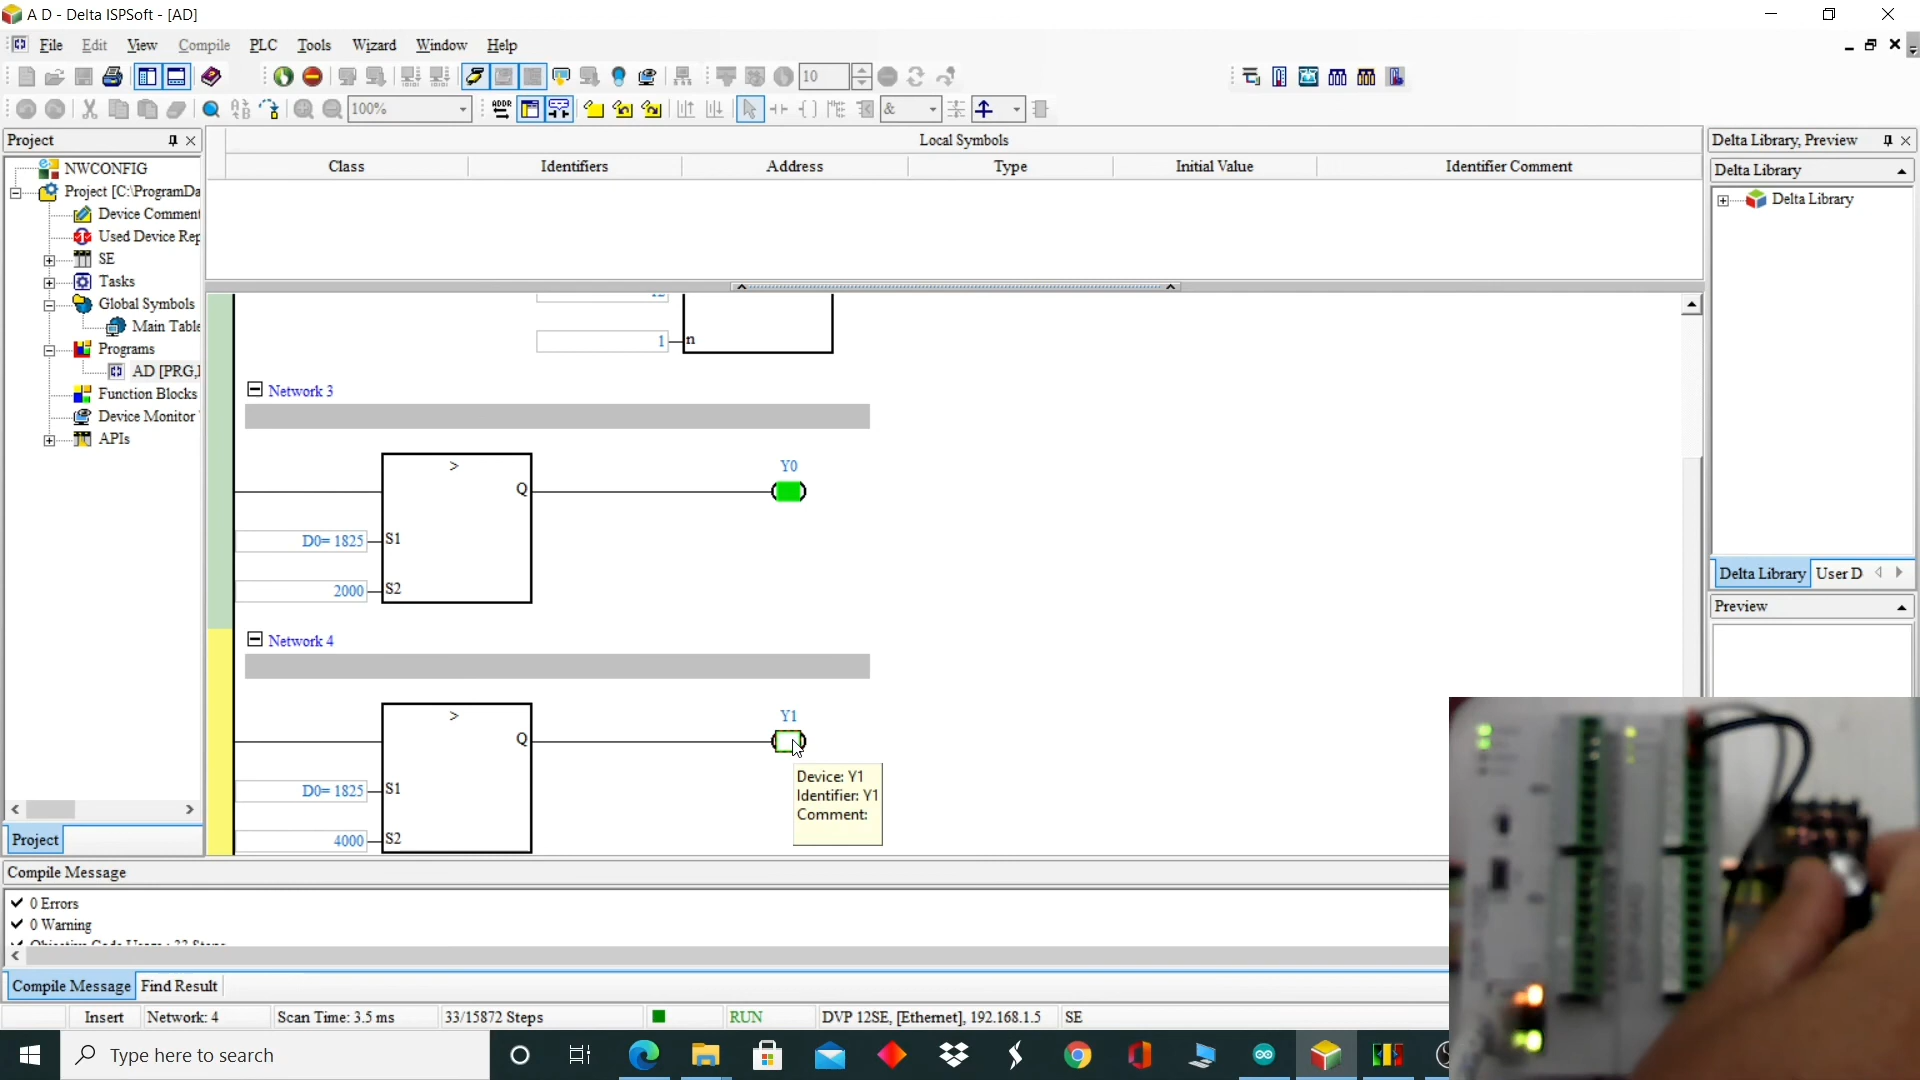 A D - Delta ISPSoft - [AD]
File Edit View Compile PLC Tools Wizard Window Help
10
100%
ADDR
&
Project
NWCONFIG
Project [C:\ProgramDa
Device Comment
Used Device Rep
SE
Tasks
Global Symbols
Main Table
Programs
AD [PRG,
Function Blocks
Device Monitor
APIs
Project
Local Symbols
Class Identifiers Address Type Initial Value Identifier Comment
1 n
Network 3
>
Y0
Q
D0= 1825 S1
2000 S2
Network 4
>
Y1
Q
D0= 1825 S1
4000 S2
Device: Y1
Identifier: Y1
Comment:
Delta Library, Preview
Delta Library
Delta Library
Delta Library User D
Preview
Compile Message
0 Errors
0 Warning
Compile Message Find Result
Insert Network: 4 Scan Time: 3.5 ms 33/15872 Steps RUN DVP 12SE, [Ethernet], 192.168.1.5 SE
Type here to search